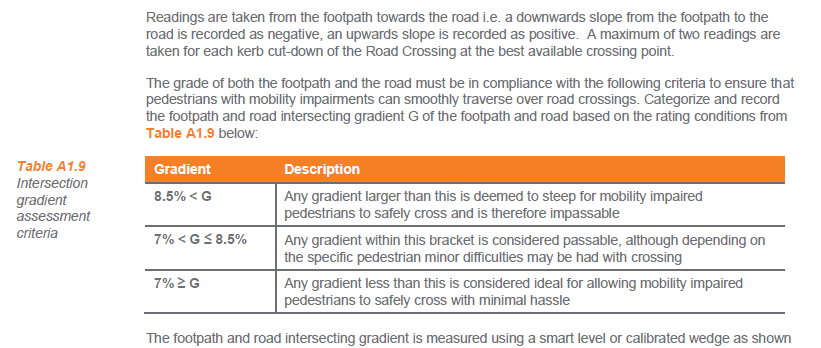 Readings are taken from the footpath towards the road i.e. a downwards slope from the footpath to the
road is recorded as negative, an upwards slope is recorded as positive.  A maximum of two readings are
taken for each kerb cut-down of the Road Crossing at the best available crossing point.
The grade of both the footpath and the road must be in compliance with the following criteria to ensure that
pedestrians with mobility impairments can smoothly traverse over road crossings. Categorize and record
the footpath and road intersecting gradient G of the footpath and road based on the rating conditions from
Table A1.9 below:
Table A1.9
Intersection
gradient
assessment
criteria
Gradient Description
8.5% < G Any gradient larger than this is deemed to steep for mobility impaired
pedestrians to safely cross and is therefore impassable
7% < G ≤ 8.5% Any gradient within this bracket is considered passable, although depending on
the specific pedestrian minor difficulties may be had with crossing
7% ≥ G Any gradient less than this is considered ideal for allowing mobility impaired
pedestrians to safely cross with minimal hassle
The footpath and road intersecting gradient is measured using a smart level or calibrated wedge as shown